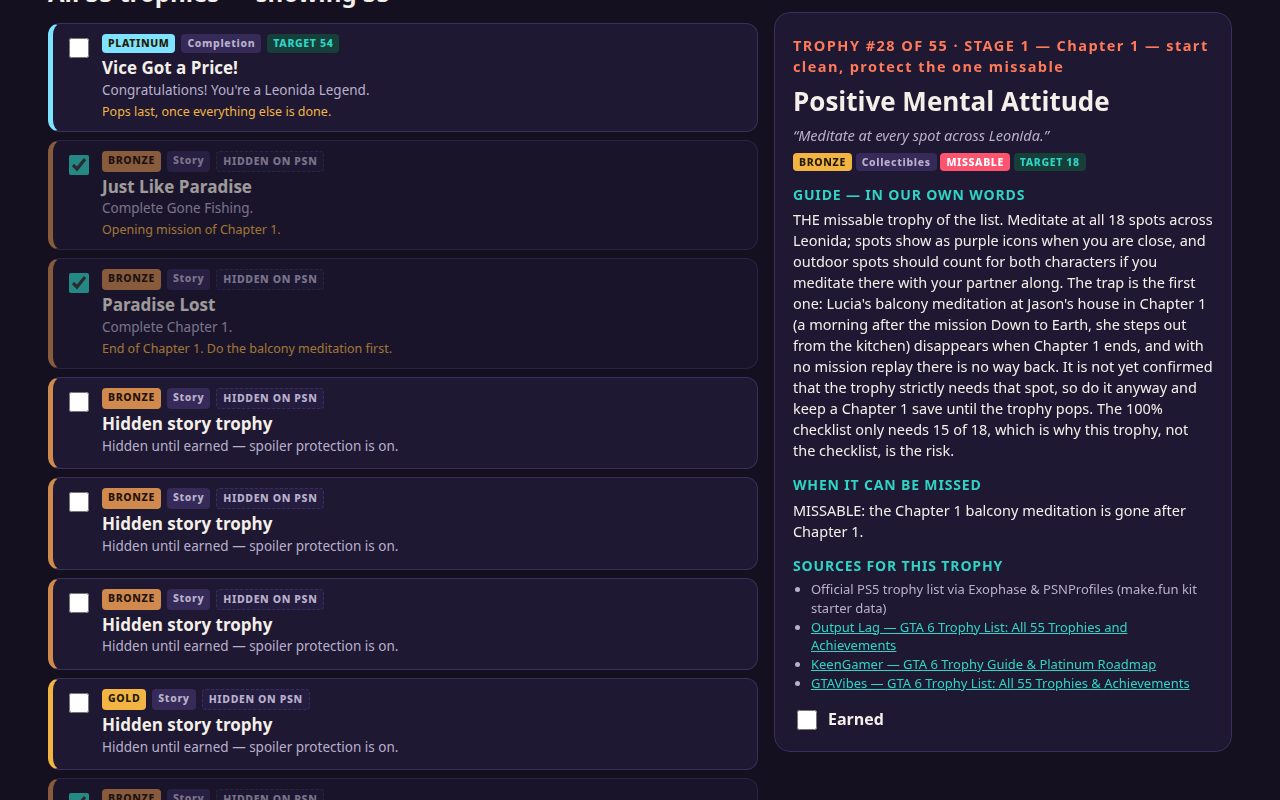 PLATINUM Completion TARGET 54
Vice Got a Price!
Congratulations! You're a Leonida Legend.
Pops last, once everything else is done.
BRONZE Story HIDDEN ON PSN
Just Like Paradise
Complete Gone Fishing.
Opening mission of Chapter 1.
BRONZE Story HIDDEN ON PSN
Paradise Lost
Complete Chapter 1.
End of Chapter 1. Do the balcony meditation first.
BRONZE Story HIDDEN ON PSN
Hidden story trophy
Hidden until earned — spoiler protection is on.
BRONZE Story HIDDEN ON PSN
Hidden story trophy
Hidden until earned — spoiler protection is on.
BRONZE Story HIDDEN ON PSN
Hidden story trophy
Hidden until earned — spoiler protection is on.
GOLD Story HIDDEN ON PSN
Hidden story trophy
Hidden until earned — spoiler protection is on.
BRONZE Story HIDDEN ON PSN
TROPHY #28 OF 55 · STAGE 1 — Chapter 1 — start
clean, protect the one missable
Positive Mental Attitude
“Meditate at every spot across Leonida.”
BRONZE Collectibles MISSABLE TARGET 18
GUIDE — IN OUR OWN WORDS
THE missable trophy of the list. Meditate at all 18 spots across
Leonida; spots show as purple icons when you are close, and
outdoor spots should count for both characters if you
meditate there with your partner along. The trap is the first
one: Lucia's balcony meditation at Jason's house in Chapter 1
(a morning after the mission Down to Earth, she steps out
from the kitchen) disappears when Chapter 1 ends, and with
no mission replay there is no way back. It is not yet confirmed
that the trophy strictly needs that spot, so do it anyway and
keep a Chapter 1 save until the trophy pops. The 100%
checklist only needs 15 of 18, which is why this trophy, not
the checklist, is the risk.
WHEN IT CAN BE MISSED
MISSABLE: the Chapter 1 balcony meditation is gone after
Chapter 1.
SOURCES FOR THIS TROPHY
Official PS5 trophy list via Exophase & PSNProfiles (make.fun kit
starter data)
Output Lag — GTA 6 Trophy List: All 55 Trophies and
Achievements
KeenGamer — GTA 6 Trophy Guide & Platinum Roadmap
GTAVibes — GTA 6 Trophy List: All 55 Trophies & Achievements
Earned